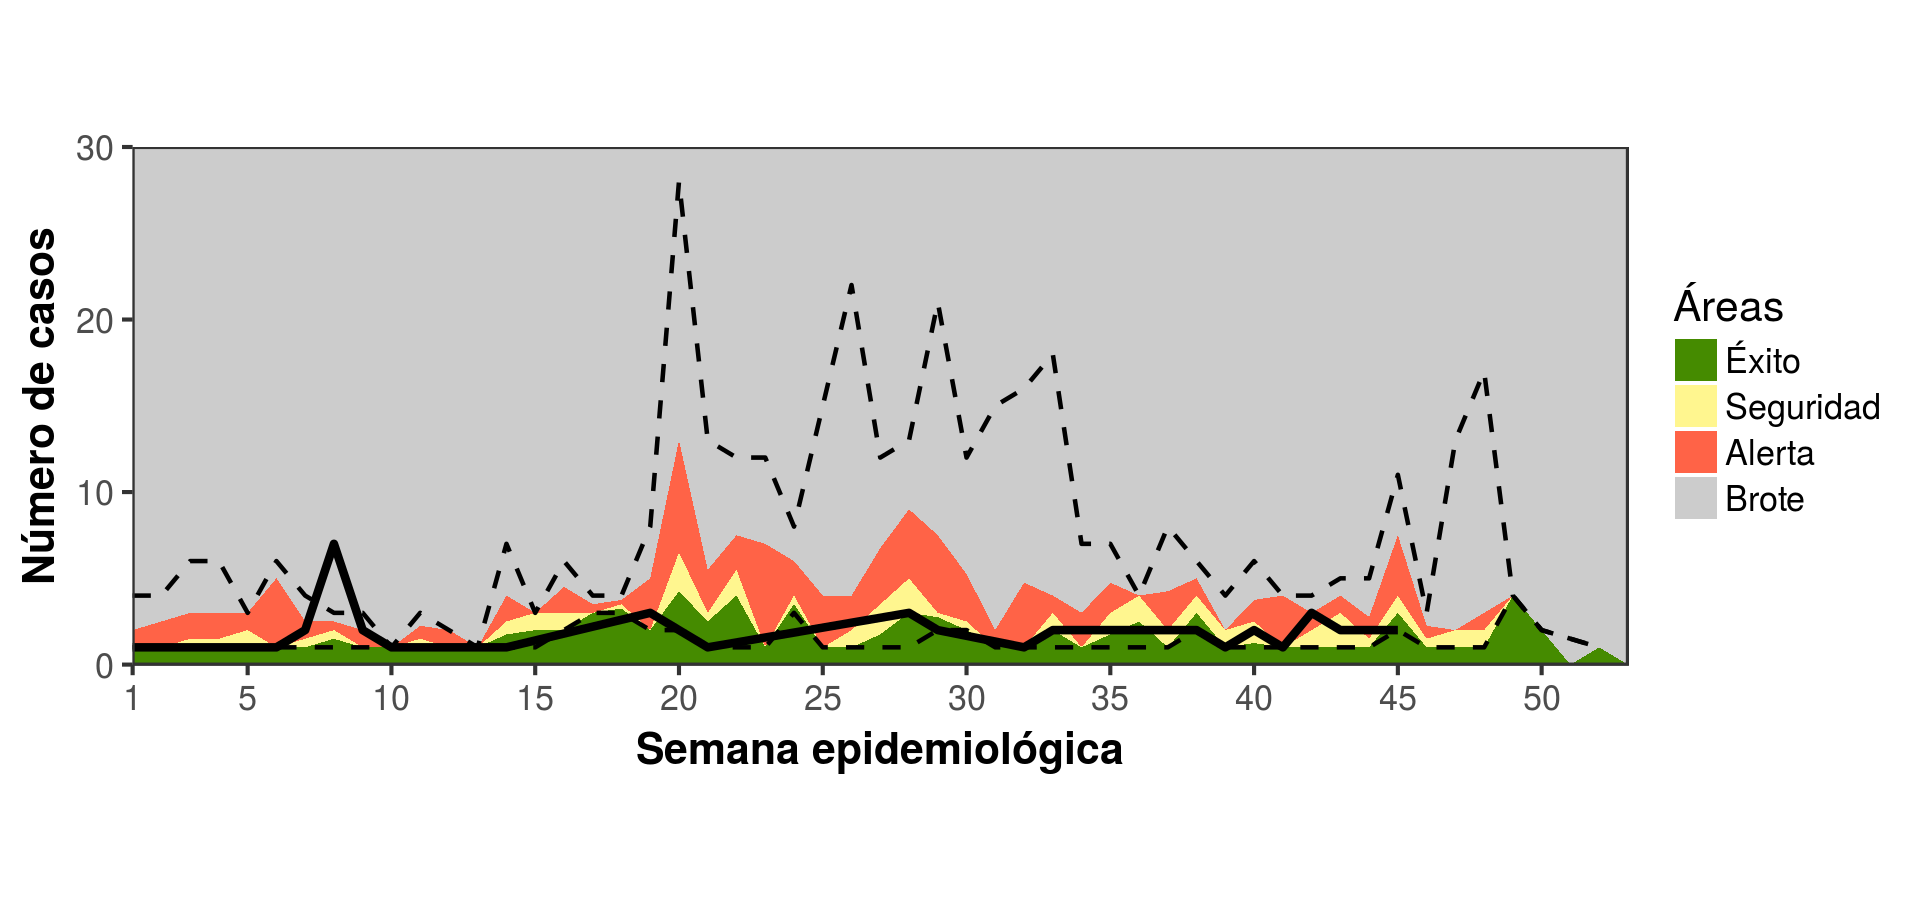 30
20
10
0
1 5 10 15 20 25 30 35 40 45 50
Número de casos
Semana epidemiológica
Áreas
Éxito
Seguridad
Alerta
Brote